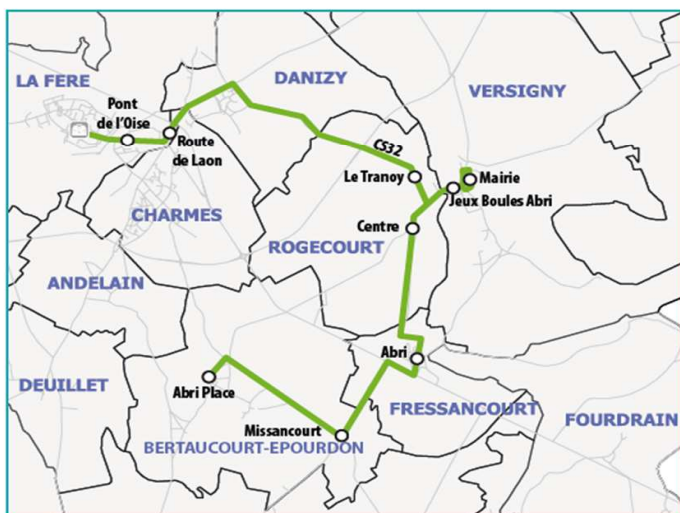 LA FERE
DANIZY
VERSIGNY
Pont
de l'Oise
Route
de Laon
CS32
Le Tranoy
Mairie
Jeux Boules Abri
CHARMES
Centre
ROGECOURT
ANDELAIN
Abri
DEUILLET
Abri Place
FRESSANCOURT
FOURDRAIN
Missancourt
BERTAUCOURT-EPOURDON